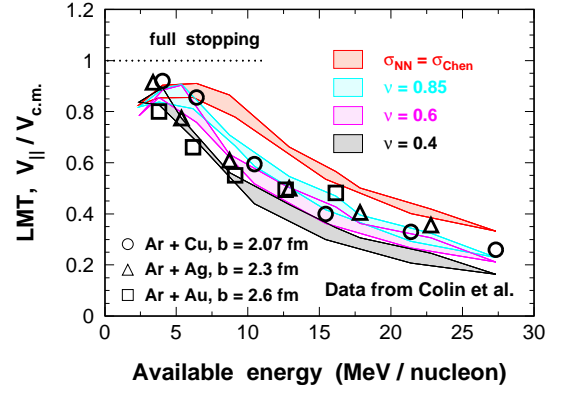 1.2
1
0.8
0.6
0.4
0.2
0
LMT, V|| / Vc.m.
full stopping
σNN = σChen
ν = 0.85
ν = 0.6
ν = 0.4
Ar + Cu, b = 2.07 fm
Ar + Ag, b = 2.3 fm
Ar + Au, b = 2.6 fm
Data from Colin et al.
0 5 10 15 20 25 30
Available energy (MeV / nucleon)